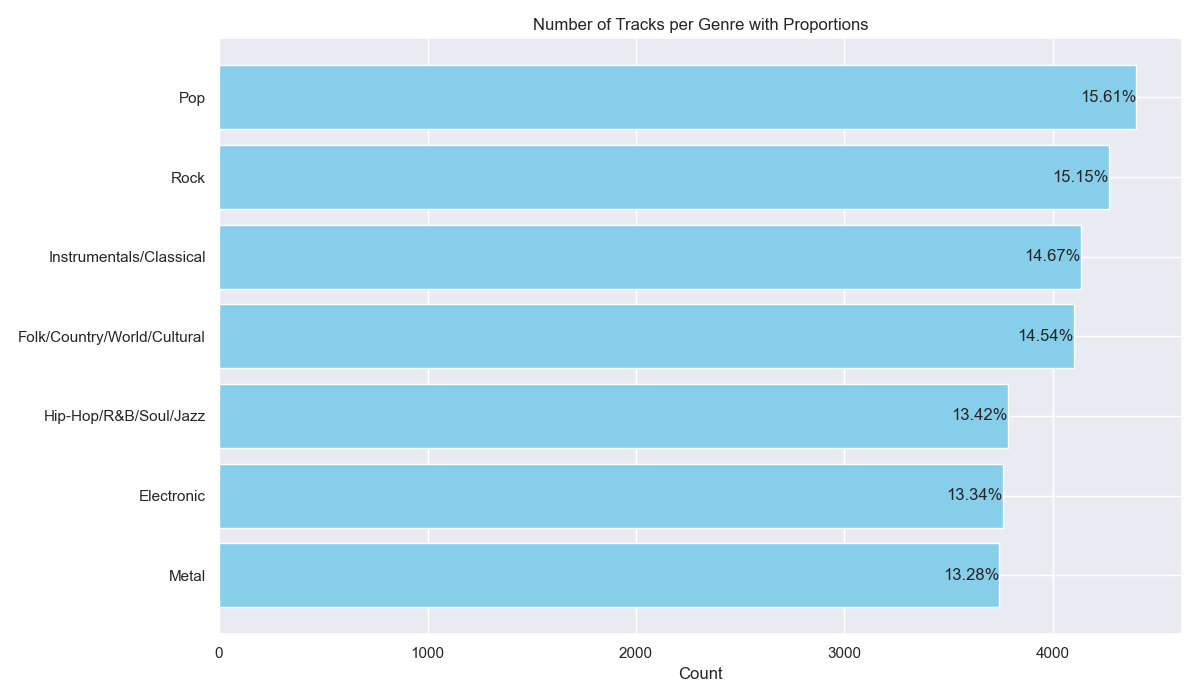 Number of Tracks per Genre with Proportions
Pop
15.61%
Rock
15.15%
Instrumentals/Classical
14.67%
Folk/Country/World/Cultural
14.54%
Hip-Hop/R&B/Soul/Jazz
13.42%
Electronic
13.34%
Metal
13.28%
0 1000 2000 3000 4000
Count